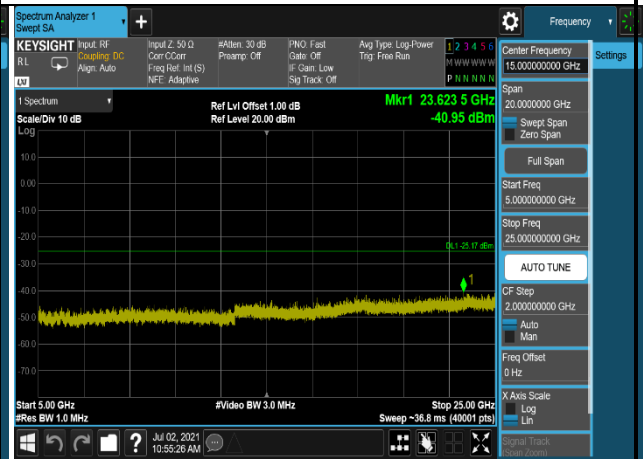 Spectrum Analyzer 1
Swept SA
+
Frequency
KEYSIGHT
RL
LXI
Input: RF
Coupling: DC
Align: Auto
Input Z: 50 Ω
Corr CCorr
Freq Ref: Int (S)
NFE: Adaptive
#Atten: 30 dB
Preamp: Off
PNO: Fast
Gate: Off
IF Gain: Low
Sig Track: Off
Avg Type: Log-Power
Trig: Free Run
1 2 3 4 5 6
M W W W W W
P N N N N N
Settings
1 Spectrum
Scale/Div 10 dB
Log
Ref Lvl Offset 1.00 dB
Ref Level 20.00 dBm
Mkr1 23.623 5 GHz
-40.95 dBm
10.0
0.00
-10.0
-20.0
-30.0
-40.0
-50.0
-60.0
-70.0
DL1 -25.17 dBm
1
Start 5.00 GHz
#Res BW 1.0 MHz
#Video BW 3.0 MHz
Stop 25.00 GHz
Sweep ~36.8 ms (40001 pts)
Center Frequency
15.000000000 GHz
Span
20.0000000 GHz
Swept Span
Zero Span
Full Span
Start Freq
5.000000000 GHz
Stop Freq
25.000000000 GHz
AUTO TUNE
CF Step
2.000000000 GHz
Auto
Man
Freq Offset
0 Hz
X Axis Scale
Log
Lin
Signal Track
(Span Zoom)
?
Jul 02, 2021
10:55:26 AM